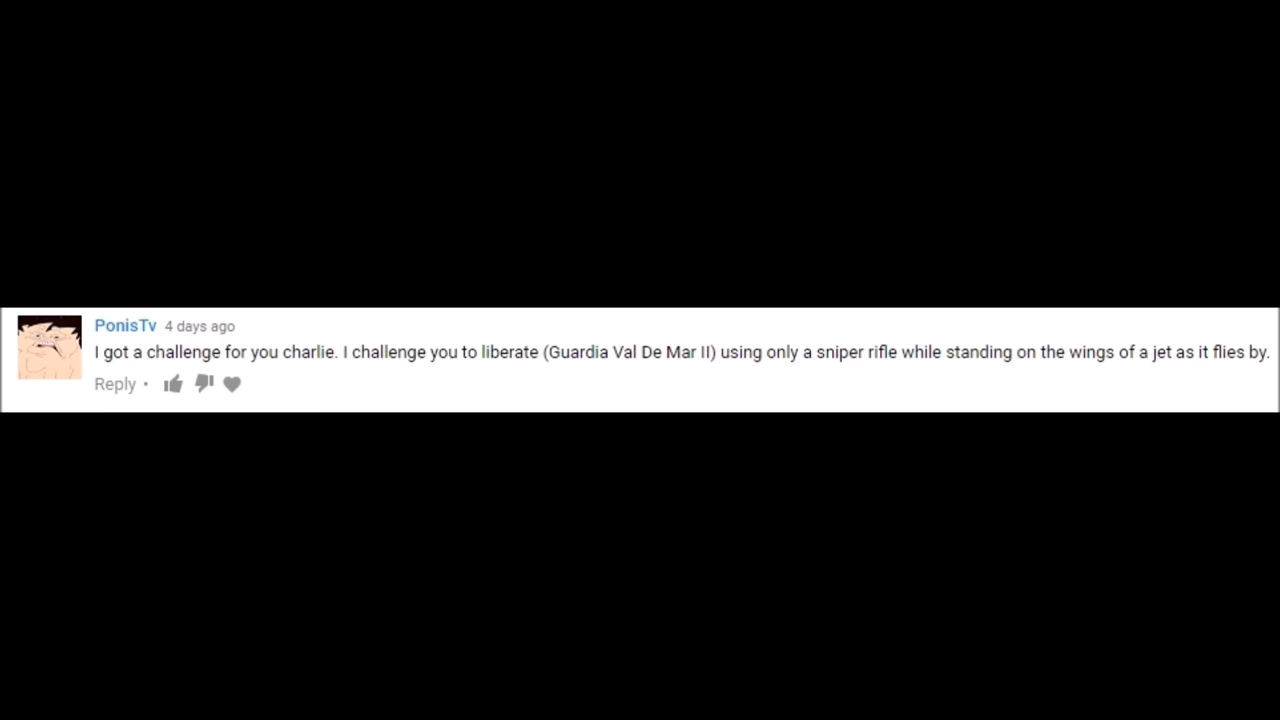 PonisTv 4 days ago
I got a challenge for you charlie. I challenge you to liberate (Guardia Val De Mar II) using only a sniper rifle while standing on the wings of a jet as it flies by.
Reply •